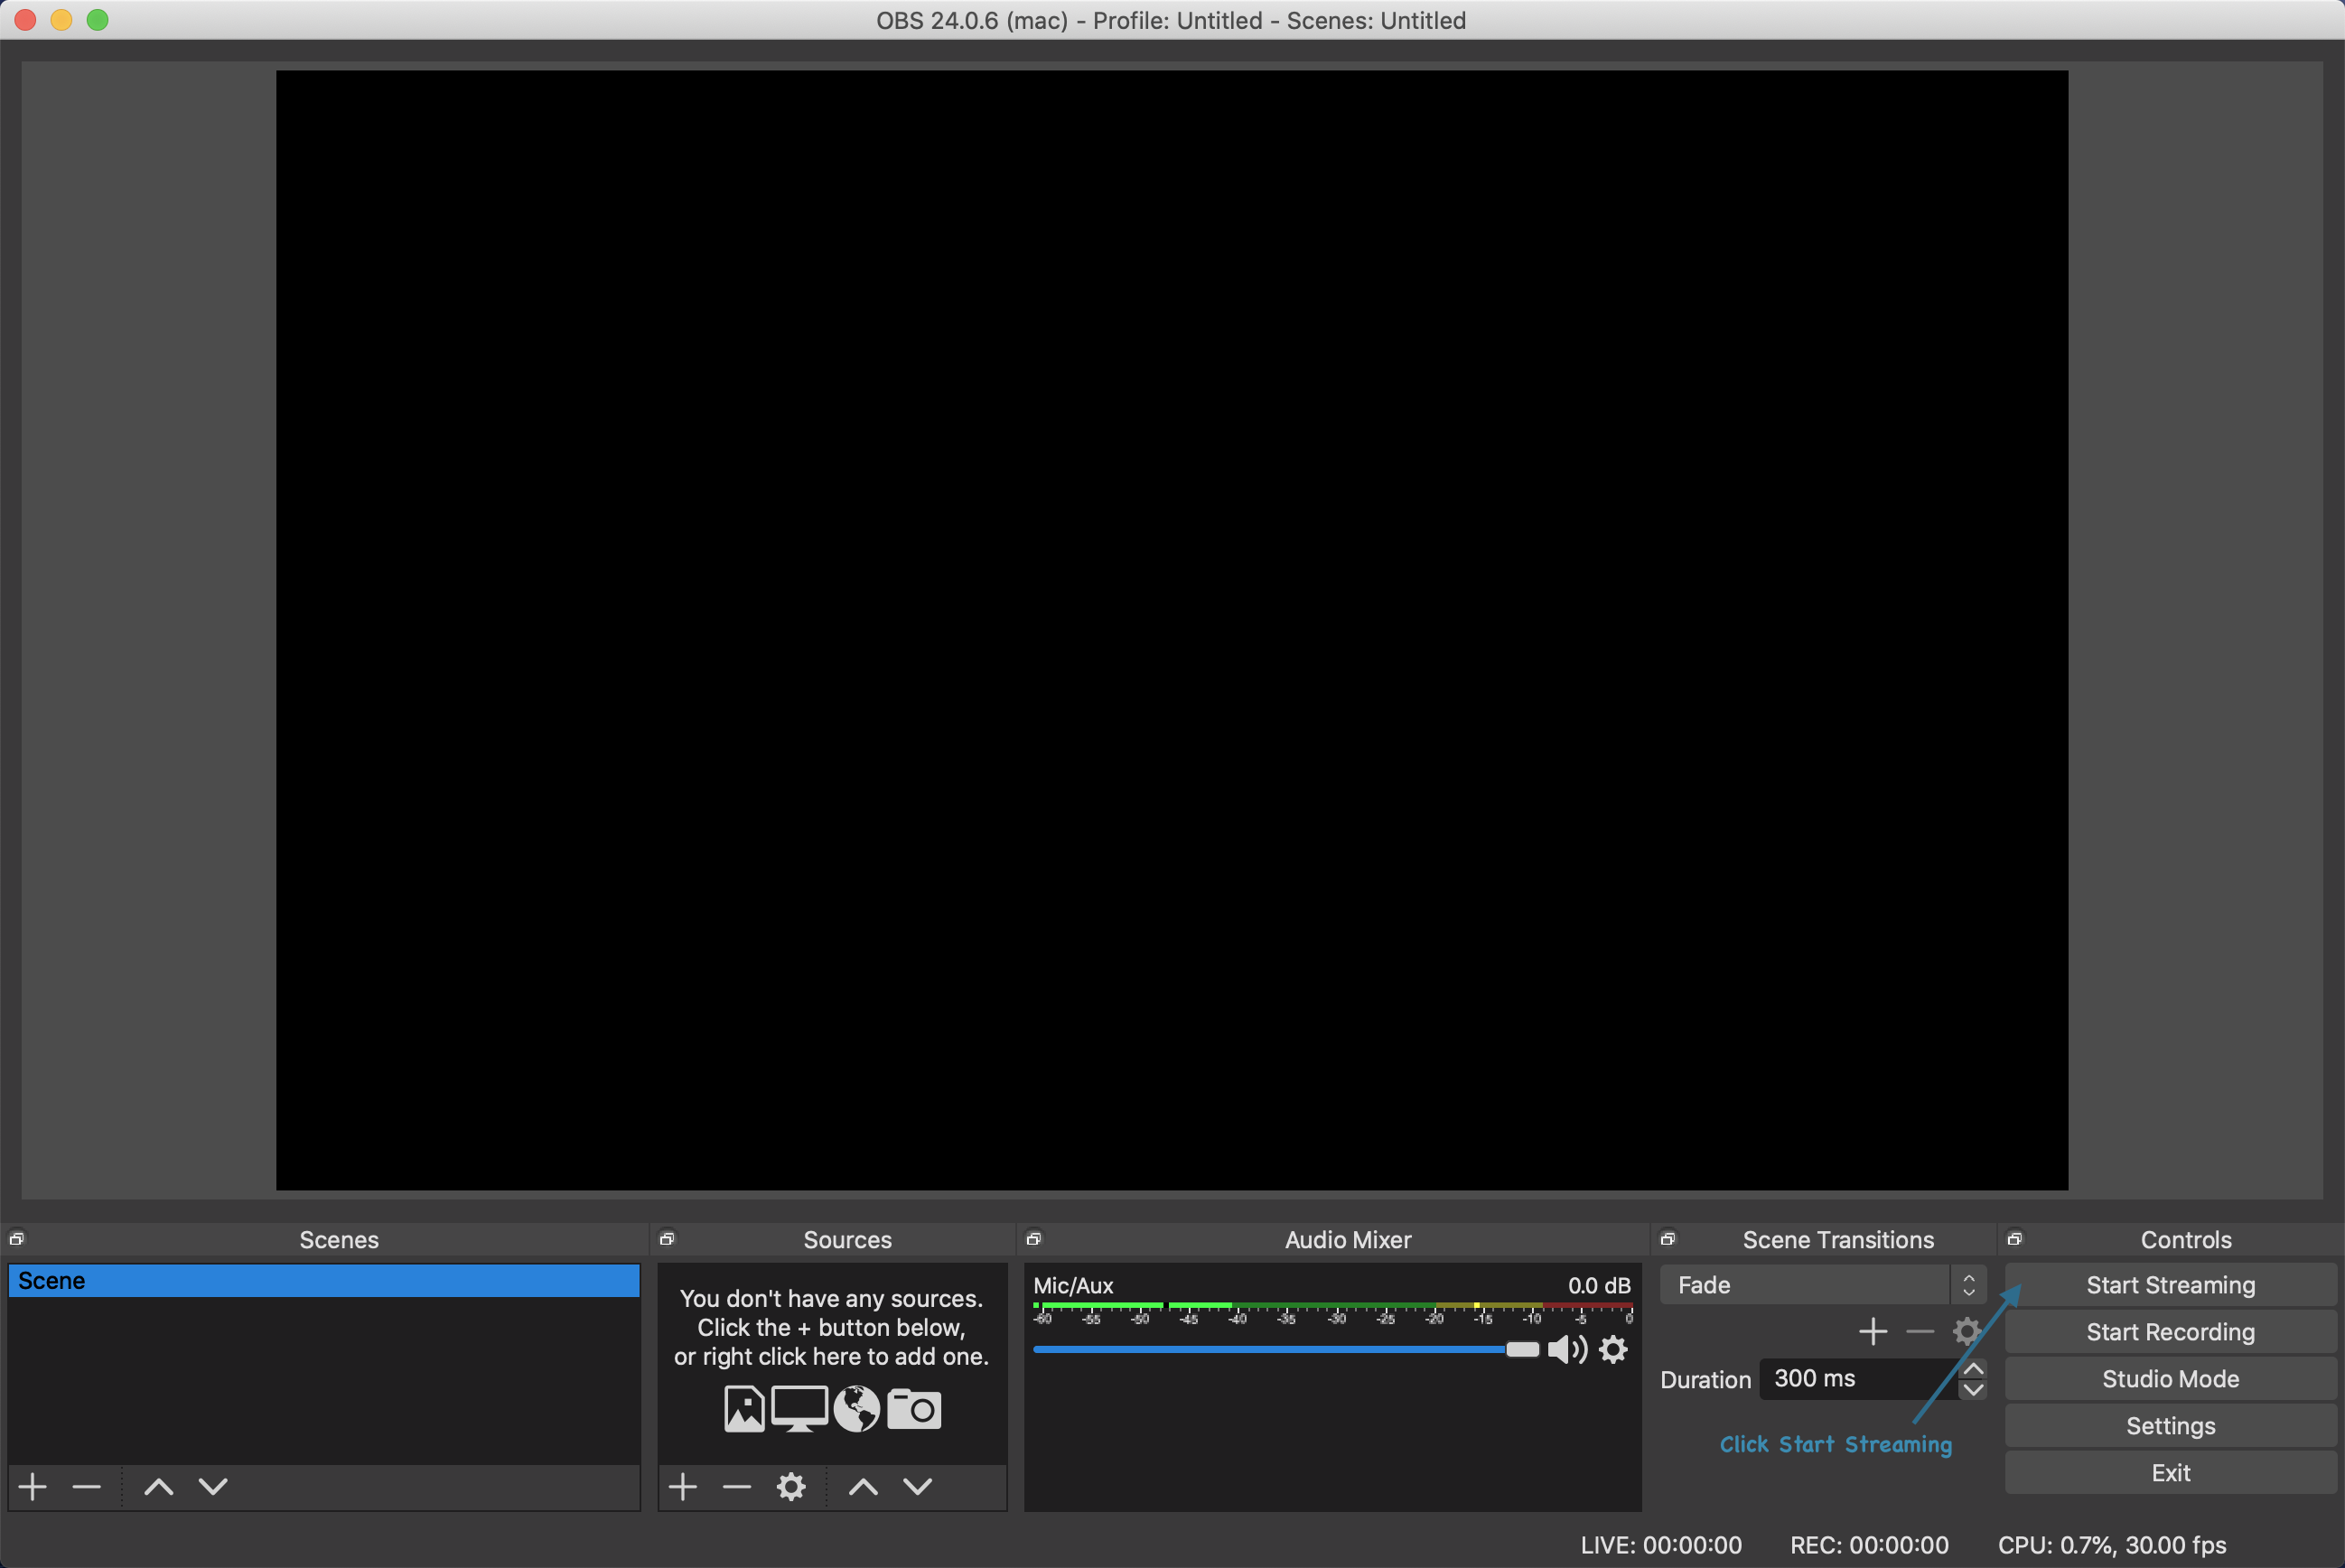 OBS 24.0.6 (mac) - Profile: Untitled - Scenes: Untitled
Scenes
Scene
Sources
You don't have any sources.
Click the + button below,
or right click here to add one.
Audio Mixer
Mic/Aux 0.0 dB
-60 -55 -50 -45 -40 -35 -30 -25 -20 -15 -10 -5 0
Scene Transitions
Fade
Duration 300 ms
Click Start Streaming
Controls
Start Streaming
Start Recording
Studio Mode
Settings
Exit
LIVE: 00:00:00 REC: 00:00:00 CPU: 0.7%, 30.00 fps